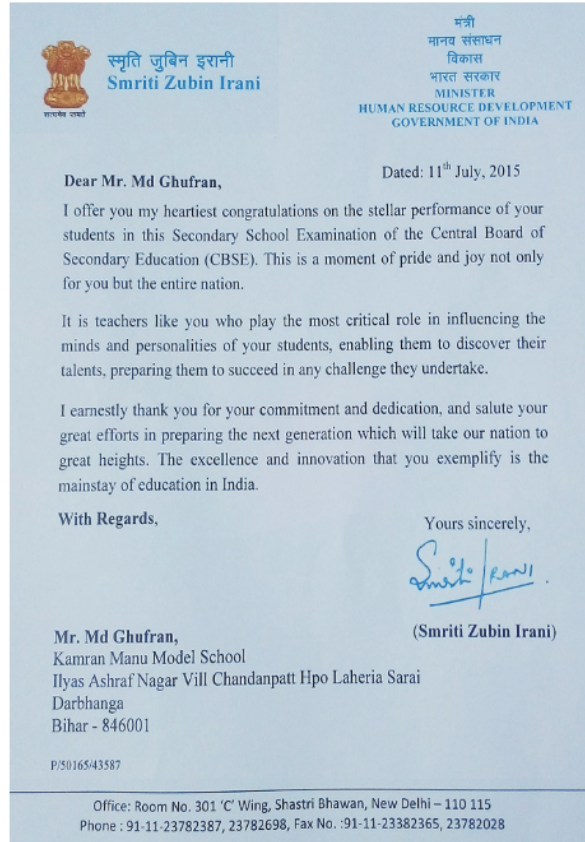 स्मृति जुबिन इरानी
Smriti Zubin Irani
सत्यमेव जयते
मंत्री
मानव संसाधन
विकास
भारत सरकार
MINISTER
HUMAN RESOURCE DEVELOPMENT
GOVERNMENT OF INDIA
Dated: 11th July, 2015
Dear Mr. Md Ghufran,
I offer you my heartiest congratulations on the stellar performance of your
students in this Secondary School Examination of the Central Board of
Secondary Education (CBSE). This is a moment of pride and joy not only
for you but the entire nation.
It is teachers like you who play the most critical role in influencing the
minds and personalities of your students, enabling them to discover their
talents, preparing them to succeed in any challenge they undertake.
I earnestly thank you for your commitment and dedication, and salute your
great efforts in preparing the next generation which will take our nation to
great heights. The excellence and innovation that you exemplify is the
mainstay of education in India.
With Regards,
Yours sincerely,
Smriti Irani.
(Smriti Zubin Irani)
Mr. Md Ghufran,
Kamran Manu Model School
Ilyas Ashraf Nagar Vill Chandanpatt Hpo Laheria Sarai
Darbhanga
Bihar - 846001
P/50165/43587
Office: Room No. 301 'C' Wing, Shastri Bhawan, New Delhi – 110 115
Phone : 91-11-23782387, 23782698, Fax No. :91-11-23382365, 23782028